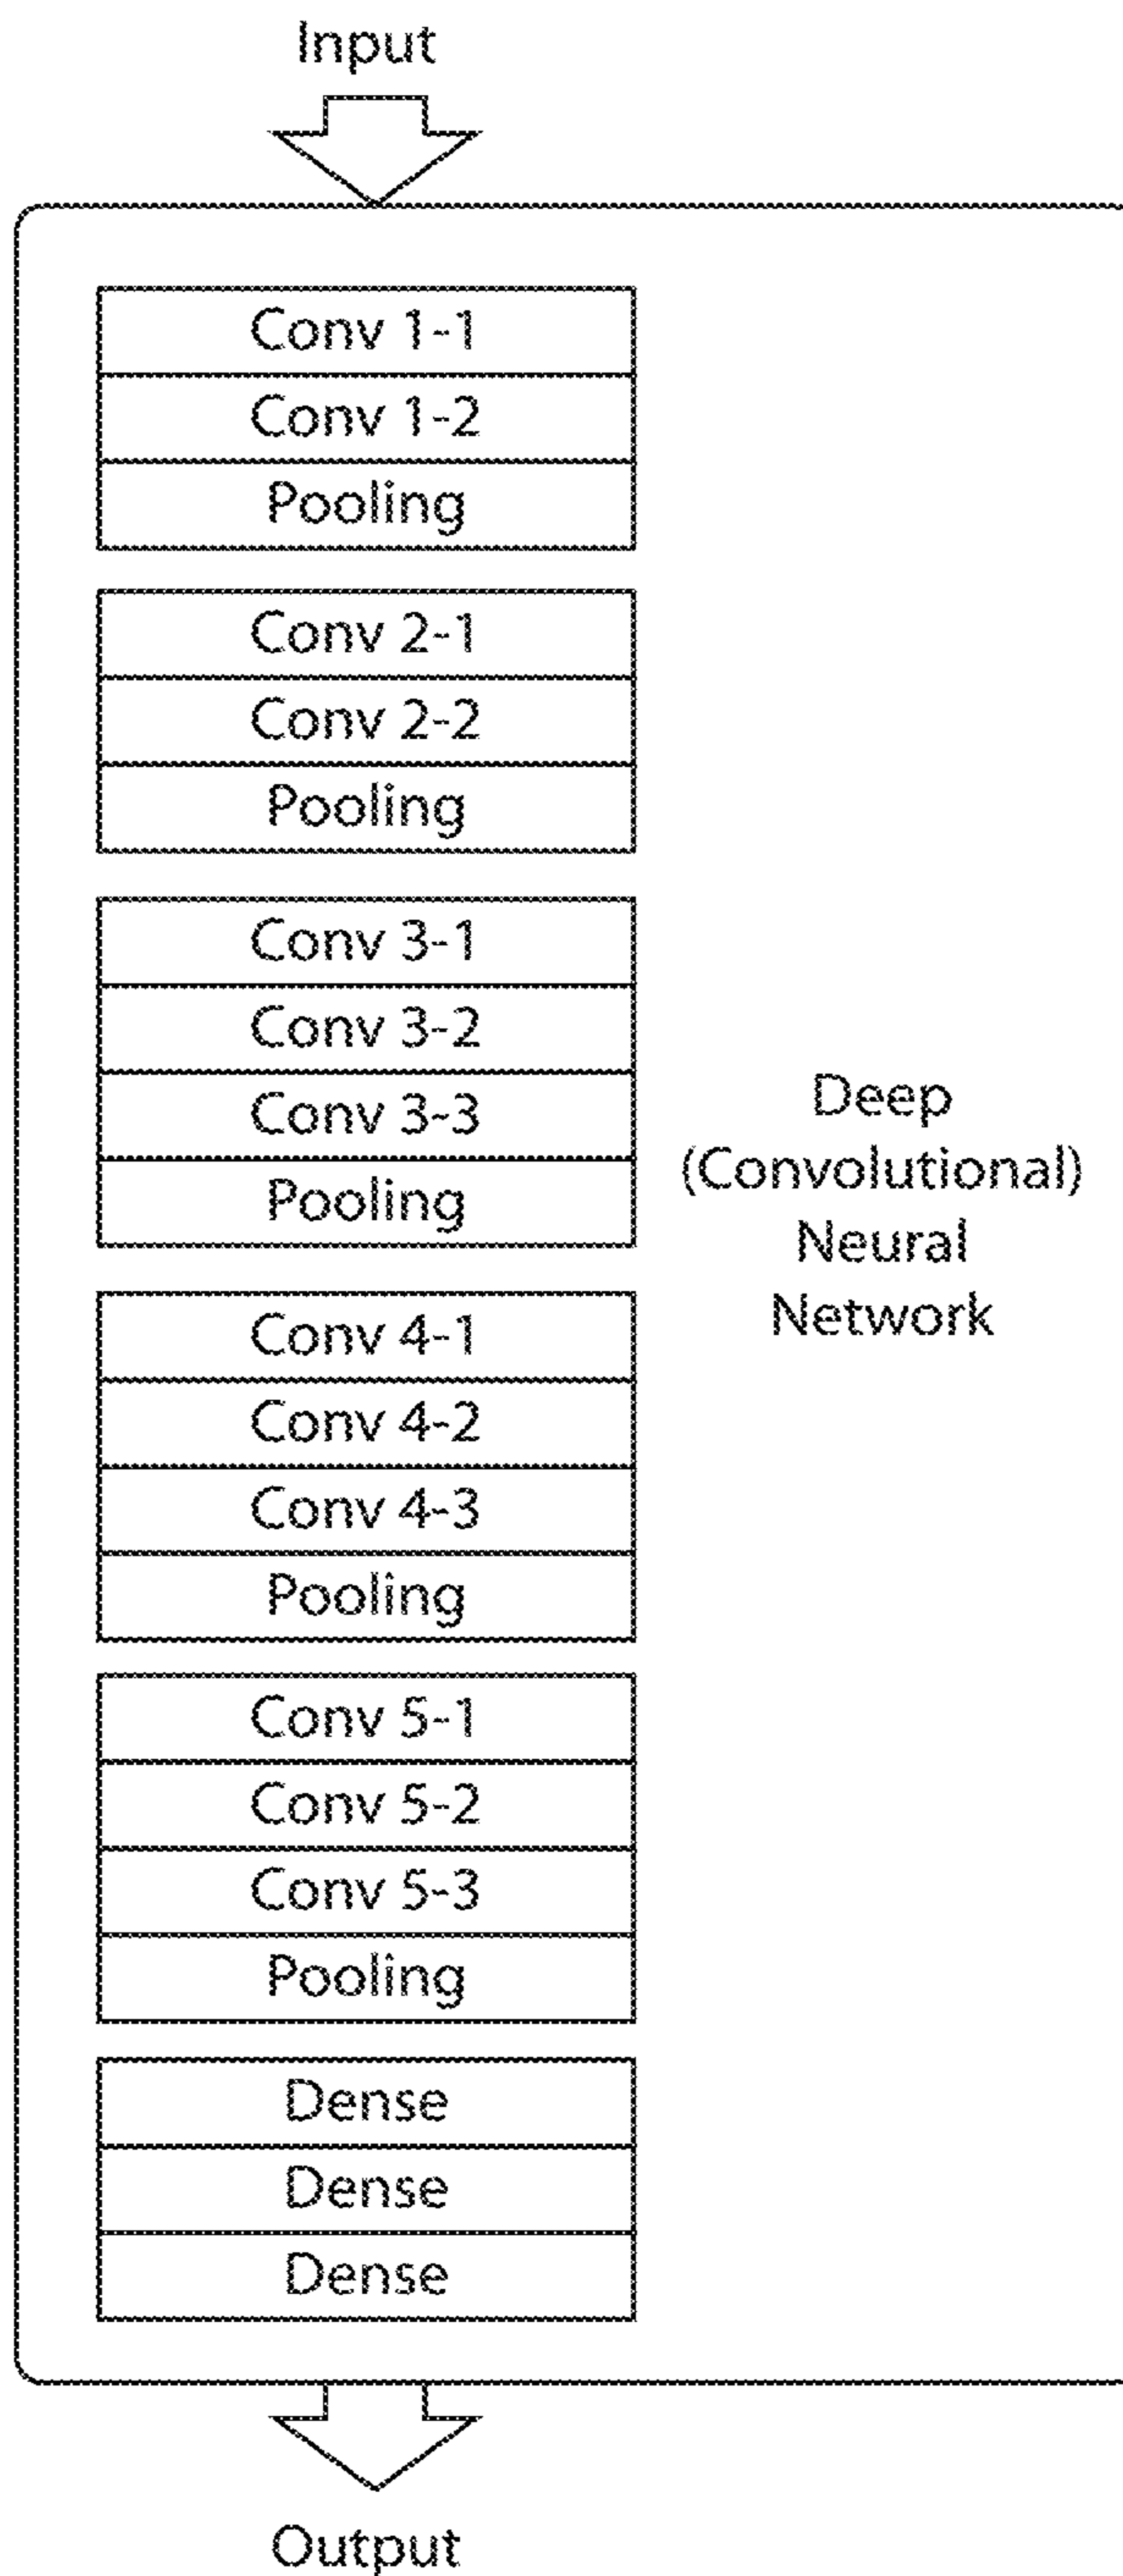 Input
Conv 1-1
Conv 1-2
Pooling
Conv 2-1
Conv 2-2
Pooling
Conv 3-1
Conv 3-2
Conv 3-3
Pooling
Deep
(Convolutional)
Neural
Network
Conv 4-1
Conv 4-2
Conv 4-3
Pooling
Conv 5-1
Conv 5-2
Conv 5-3
Pooling
Dense
Dense
Dense
Output